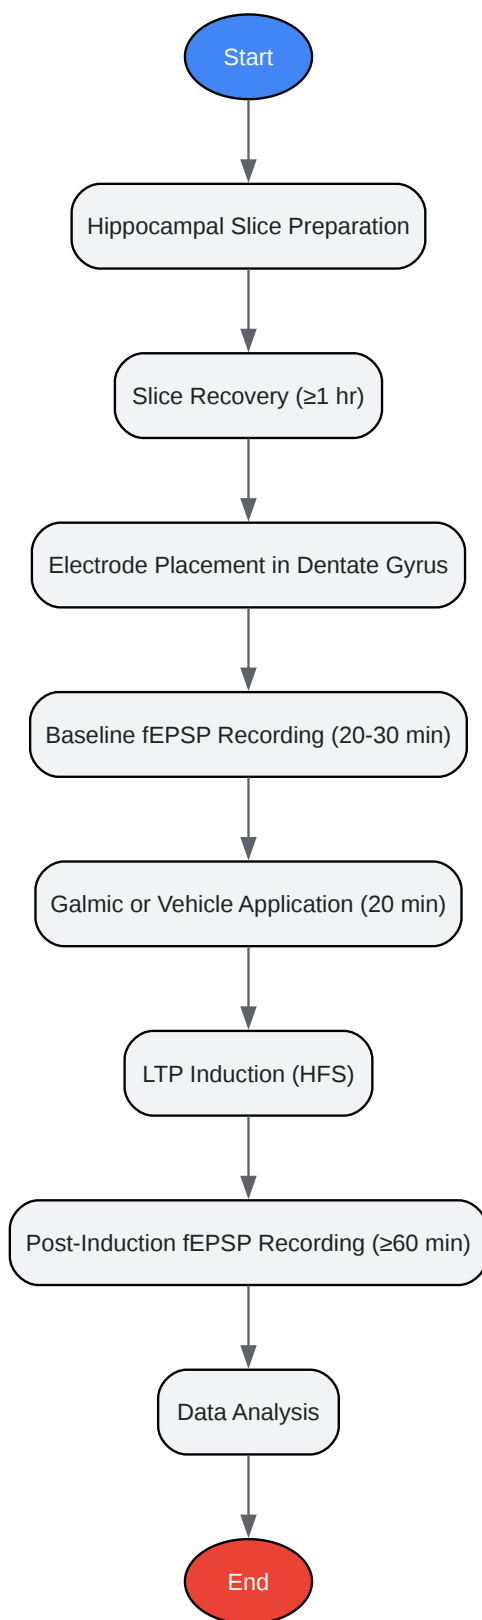 Start
Hippocampal Slice Preparation
Slice Recovery (≥1 hr)
Electrode Placement in Dentate Gyrus
Baseline fEPSP Recording (20-30 min)
Galmic or Vehicle Application (20 min)
LTP Induction (HFS)
Post-Induction fEPSP Recording (≥60 min)
Data Analysis
End